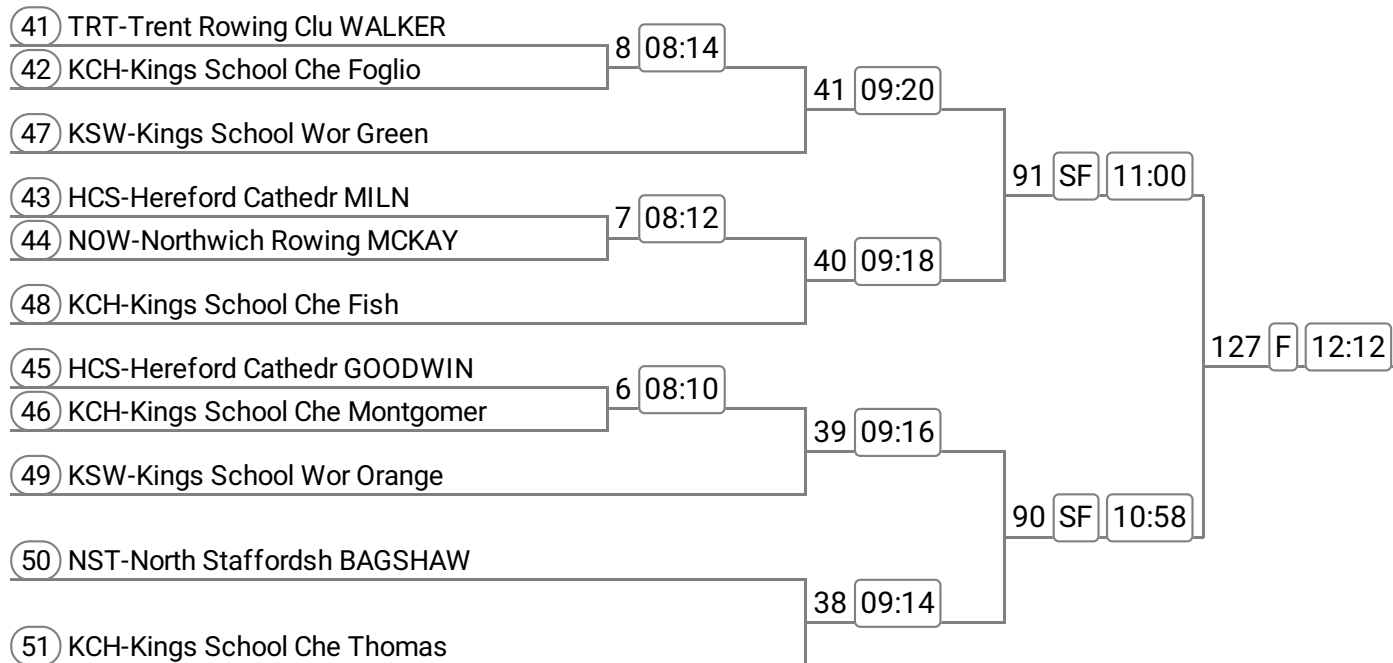 41 TRT-Trent Rowing Clu WALKER
8 08:14
42 KCH-Kings School Che Foglio
41 09:20
47 KSW-Kings School Wor Green
91 SF 11:00
43 HCS-Hereford Cathedr MILN
7 08:12
44 NOW-Northwich Rowing MCKAY
40 09:18
48 KCH-Kings School Che Fish
127 F 12:12
45 HCS-Hereford Cathedr GOODWIN
6 08:10
46 KCH-Kings School Che Montgomer
39 09:16
49 KSW-Kings School Wor Orange
90 SF 10:58
50 NST-North Staffordsh BAGSHAW
38 09:14
51 KCH-Kings School Che Thomas